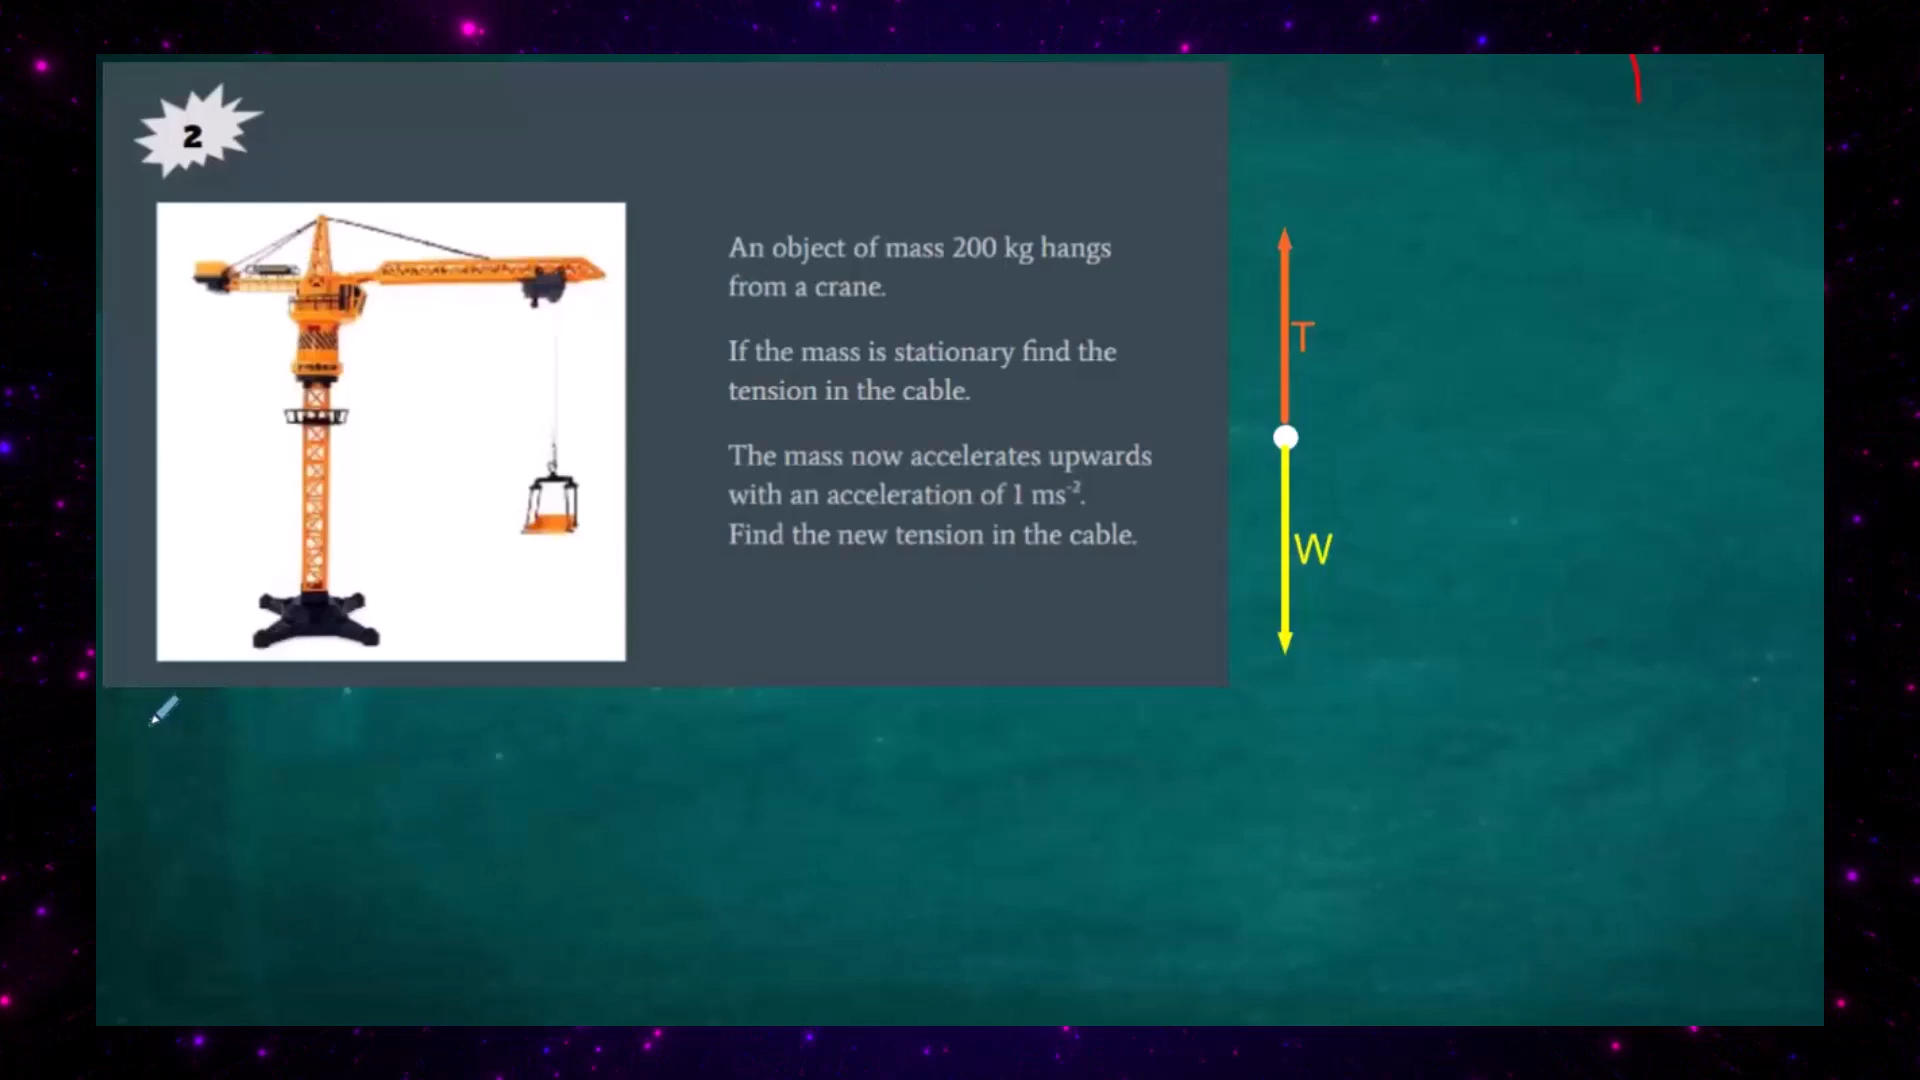 2
An object of mass 200 kg hangs
from a crane.
If the mass is stationary find the
tension in the cable.
The mass now accelerates upwards
with an acceleration of 1 ms⁻².
Find the new tension in the cable.
T
W